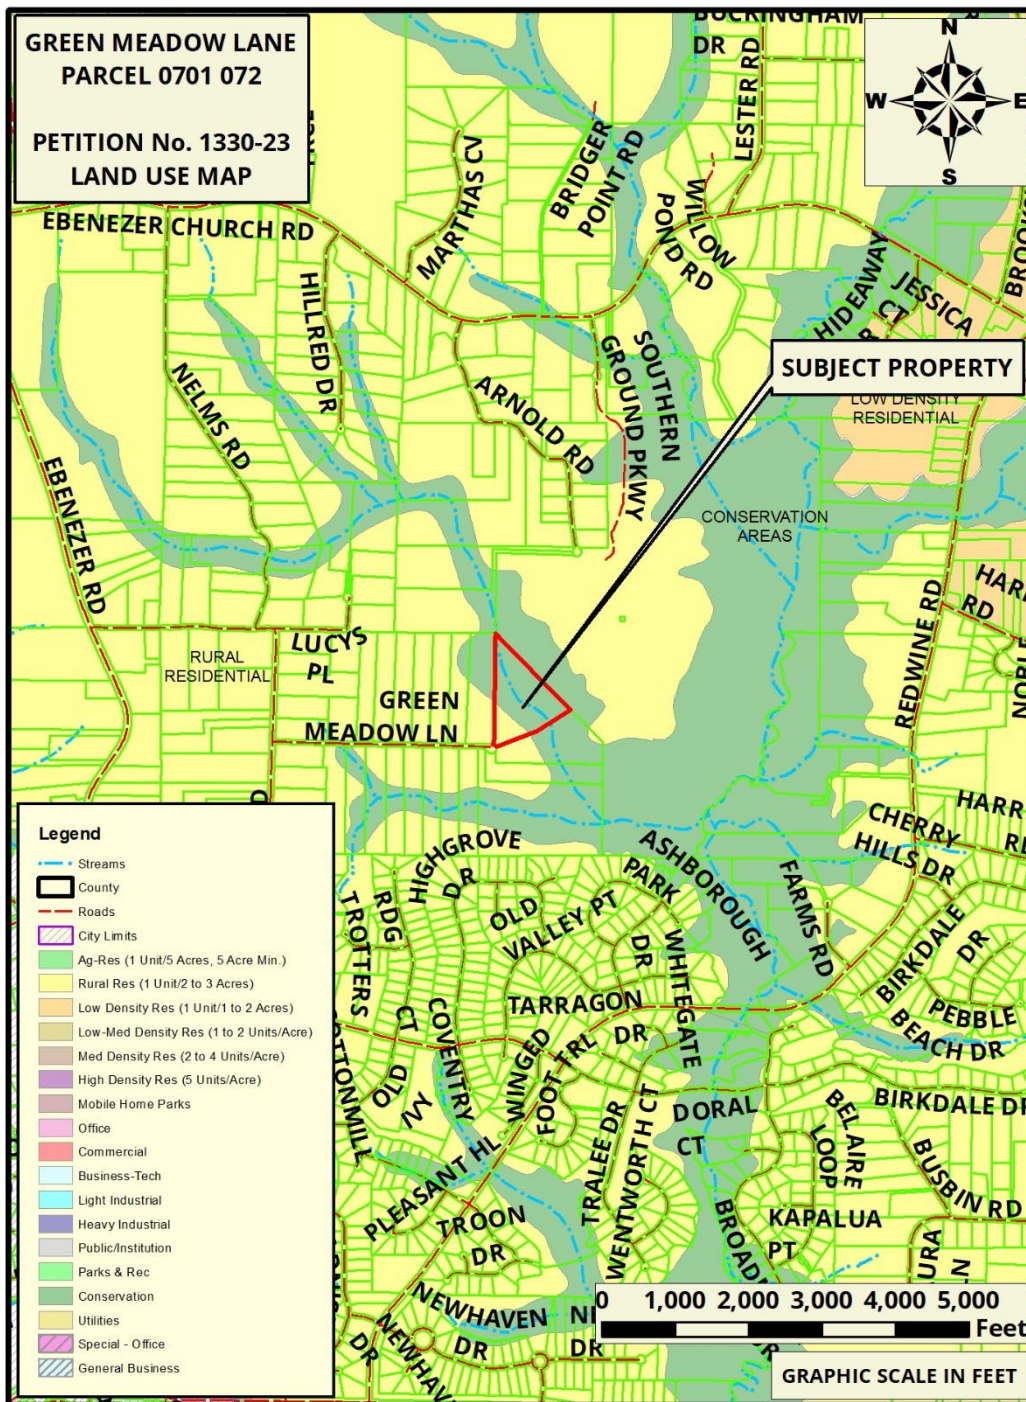 GREEN MEADOW LANE
PARCEL 0701 072
PETITION No. 1330-23
LAND USE MAP
BUCKINGHAM
DR
LESTER RD
N
W
E
S
EBENEZER CHURCH RD
MARTHAS CV
BRIDGER
POINT RD
WILLOW
POND RD
HIDEAWAY
JESSICA
CT
HILLRED DR
NELMS RD
ARNOLD RD
SOUTHERN
GROUND PKWY
SUBJECT PROPERTY
LOW DENSITY
RESIDENTIAL
EBENEZER RD
CONSERVATION
AREAS
REDWINE RD
RD
LUCYS
PL
RURAL
RESIDENTIAL
GREEN
MEADOW LN
CHERRY
HILLS DR
HIGHGROVE
DR
ASHBOROUGH
PARK
DR
FARMS RD
TROTTERS
RDG
OLD
VALLEY PT
WHITEGATE
BIRKDALE
DR
PEBBLE
BEACH DR
TARRAGON
DR
CT
COVENTRY
WINGED
FOOT TRL
OLD
IVY
DORAL
CT
BIRKDALE DR
BELAIRE
LOOP
BUSBIN RD
PLEASANT HL
TRALEE DR
WENTWORTH CT
TROON
DR
KAPALUA
PT
NEWHAVEN
DR
DR
DR
Legend
Streams
County
Roads
City Limits
Ag-Res (1 Unit/5 Acres, 5 Acre Min.)
Rural Res (1 Unit/2 to 3 Acres)
Low Density Res (1 Unit/1 to 2 Acres)
Low-Med Density Res (1 to 2 Units/Acre)
Med Density Res (2 to 4 Units/Acre)
High Density Res (5 Units/Acre)
Mobile Home Parks
Office
Commercial
Business-Tech
Light Industrial
Heavy Industrial
Public/Institution
Parks & Rec
Conservation
Utilities
Special - Office
General Business
0 1,000 2,000 3,000 4,000 5,000
Feet
GRAPHIC SCALE IN FEET